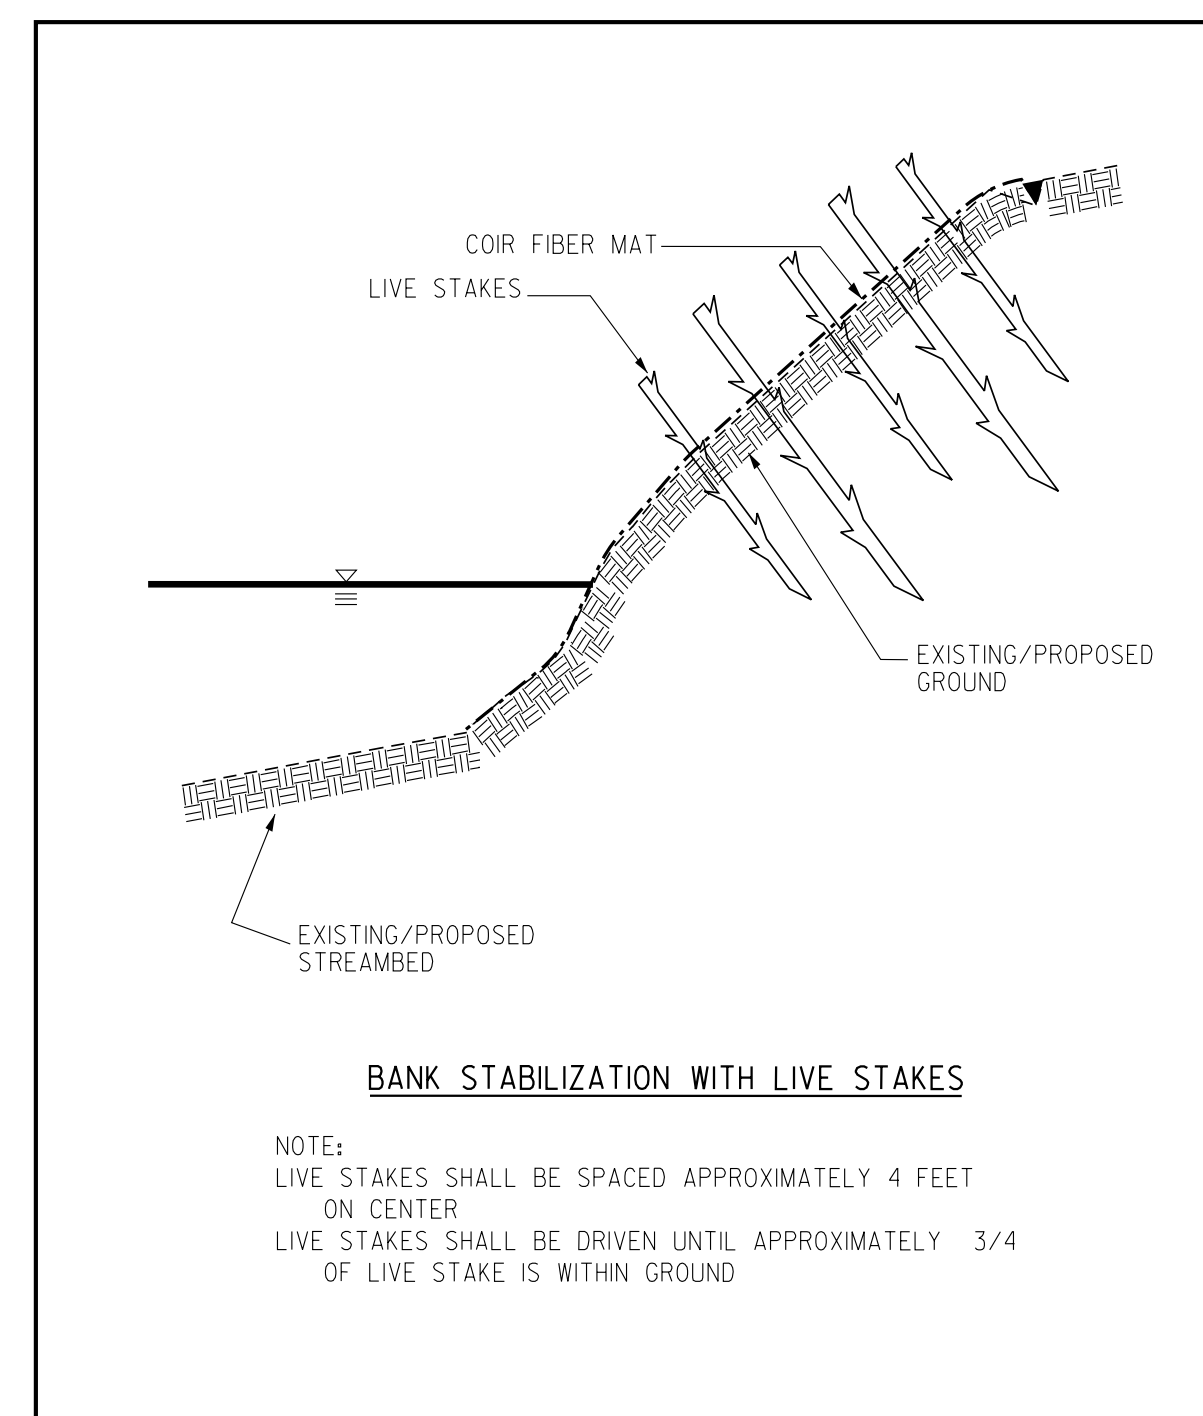 COIR FIBER MAT
LIVE STAKES
EXISTING/PROPOSED
GROUND
EXISTING/PROPOSED
STREAMBED
BANK STABILIZATION WITH LIVE STAKES
NOTE:
LIVE STAKES SHALL BE SPACED APPROXIMATELY 4 FEET
ON CENTER
LIVE STAKES SHALL BE DRIVEN UNTIL APPROXIMATELY 3/4
OF LIVE STAKE IS WITHIN GROUND